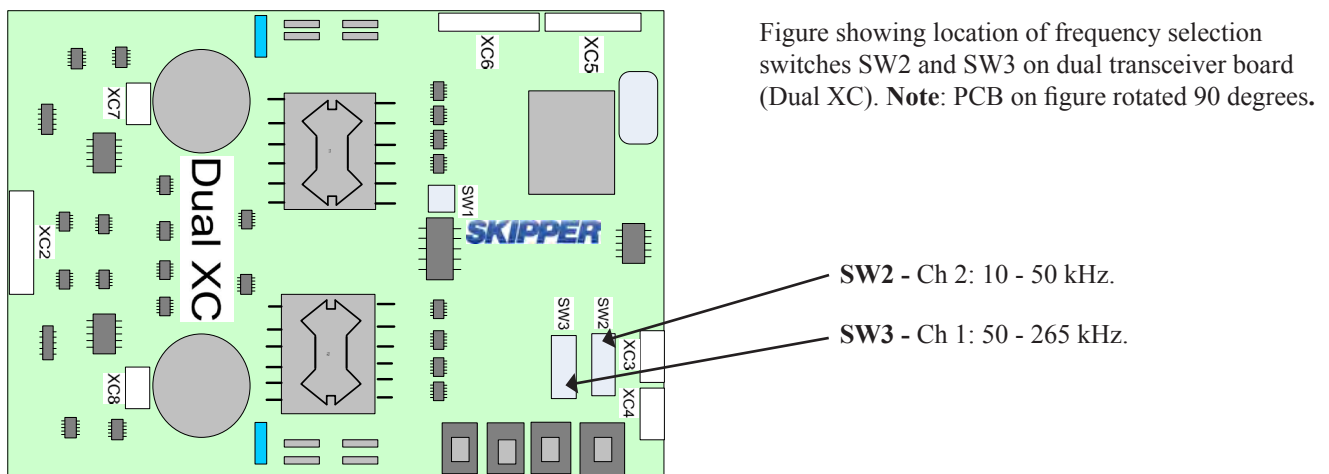 Figure showing location of frequency selection
switches SW2 and SW3 on dual transceiver board
(Dual XC). Note: PCB on figure rotated 90 degrees.
XC6
XC5
XC7
Dual XC
SW1
SKIPPER
XC2
SW2 - Ch 2: 10 - 50 kHz.
SW3
SW2
SW3 - Ch 1: 50 - 265 kHz.
XC3
XC8
XC4